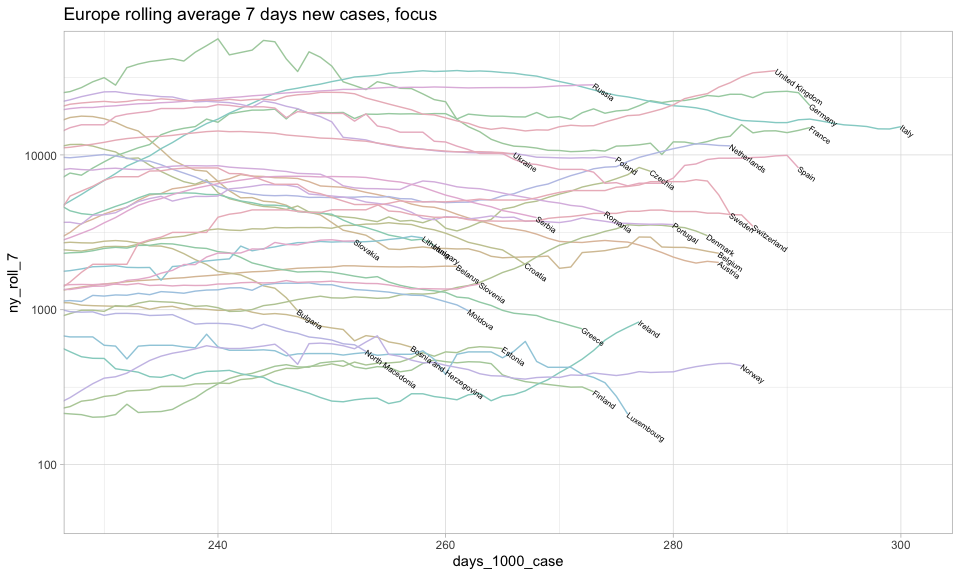 Europe rolling average 7 days new cases, focus
ny_roll_7
10000
1000
100
Russia
United Kingdom
Germany
France
Italy
Ukraine
Poland
Czechia
Netherlands
Spain
Serbia
Romania
Portugal
Sweden
Switzerland
Denmark
Belgium
Austria
Slovakia
Lithuania
Hungary
Belarus
Slovenia
Croatia
Bulgaria
Moldova
Greece
Ireland
North Macedonia
Bosnia and Herzegovina
Estonia
Finland
Luxembourg
Norway
240
260
280
300
days_1000_case